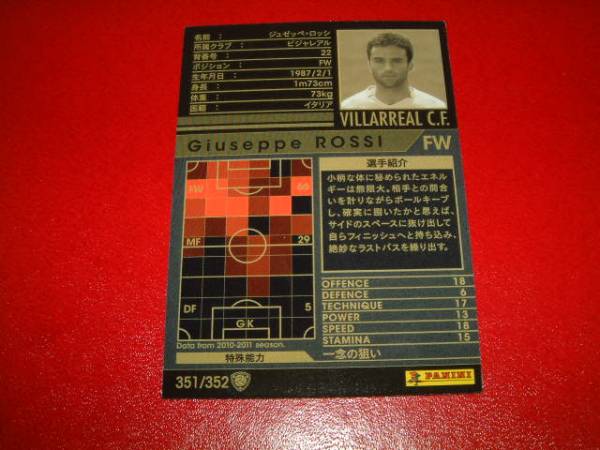 名前 : ジュゼッペ・ロッシ
所属クラブ : ビジャレアル
背番号 : 22
ポジション : FW
生年月日 : 1987/2/1
身長 : 1m73cm
体重 : 73kg
国籍 : イタリア
VILLARREAL C.F.
Giuseppe ROSSI FW
FW 66
MF 29
DF 5
GK
Data from 2010-2011 season.
選手紹介
小柄な体に秘められたエネル
ギーは無限大。相手との間合
いを計りながらボールキープ
し、確実に捌いたかと思えば、
サイドのスペースに抜け出して
自らフィニッシュへと持ち込み、
絶妙なラストパスを繰り出す。
OFFENCE 18
DEFENCE 6
TECHNIQUE 17
POWER 13
SPEED 18
STAMINA 15
特殊能力 一念の狙い
351/352
PANINI